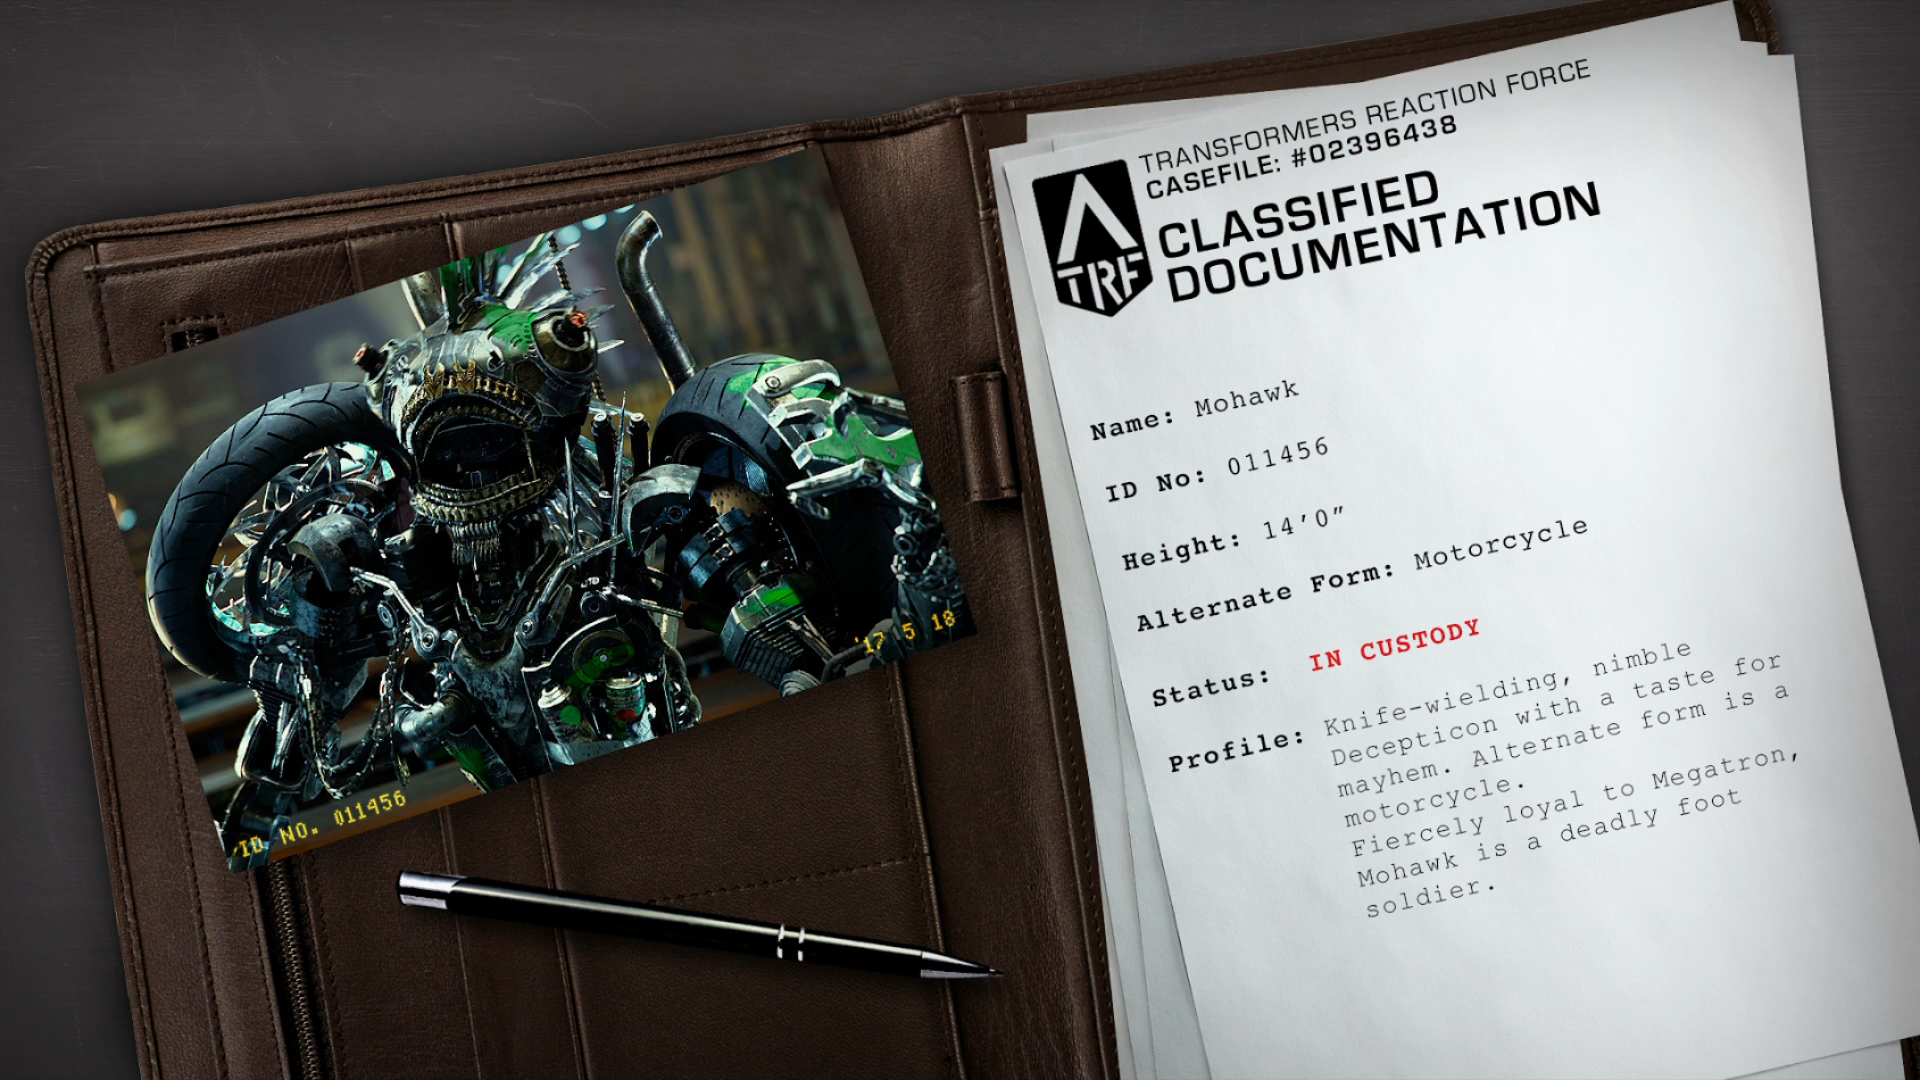 TRANSFORMERS REACTION FORCE
CASEFILE: #02396438
CLASSIFIED
DOCUMENTATION
TRF
Name: Mohawk
ID No: 011456
Height: 14'0”
Alternate Form: Motorcycle
Status: IN CUSTODY
Profile: Knife-wielding, nimble
Decepticon with a taste for
mayhem. Alternate form is a
motorcycle.
Fiercely loyal to Megatron,
Mohawk is a deadly foot
soldier.
'17 5 18
ID NO. 011456